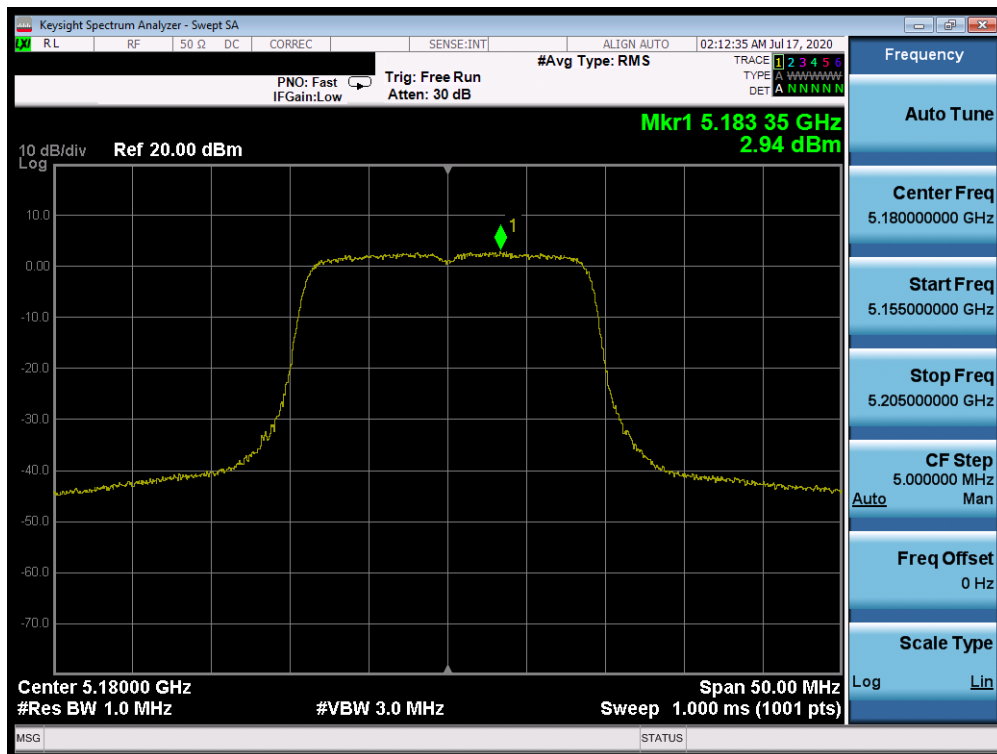 Keysight Spectrum Analyzer - Swept SA
LXI RL RF 50 Ω DC CORREC SENSE:INT ALIGN AUTO 02:12:35 AM Jul 17, 2020
#Avg Type: RMS
TRACE 1 2 3 4 5 6
TYPE A WWWWW
DET A N N N N N
PNO: Fast
IFGain:Low
Trig: Free Run
Atten: 30 dB
Mkr1 5.183 35 GHz
2.94 dBm
10 dB/div
Log
Ref 20.00 dBm
1
10.0
0.00
-10.0
-20.0
-30.0
-40.0
-50.0
-60.0
-70.0
Center 5.18000 GHz
Span 50.00 MHz
#Res BW 1.0 MHz
#VBW 3.0 MHz
Sweep 1.000 ms (1001 pts)
MSG
STATUS
Frequency
Auto Tune
Center Freq
5.180000000 GHz
Start Freq
5.155000000 GHz
Stop Freq
5.205000000 GHz
CF Step
5.000000 MHz
Auto Man
Freq Offset
0 Hz
Scale Type
Log Lin